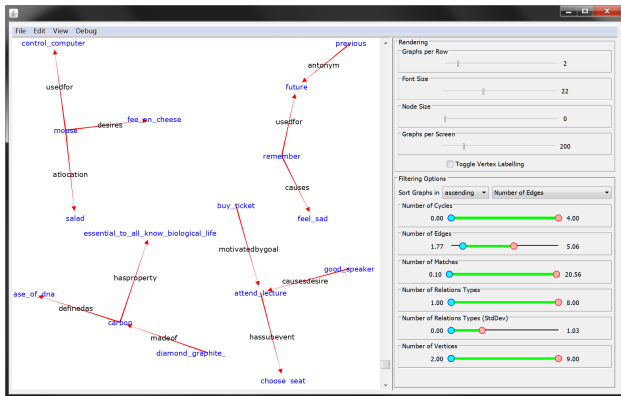 File Edit View Debug
control_computer
previous
antonym
future
usedfor
usedfor
fee_on_cheese
desires
mouse
remember
atlocation
causes
salad
buy_ticket
feel_sad
essential_to_all_know_biological_life
motivatedbygoal
good_speaker
hasproperty
causesdesire
ase_of_dna
attend_lecture
definedas
carbon
madeof
hassubevent
diamond_graphite_
choose seat
Rendering
Graphs per Row
2
Font Size
22
Node Size
0
Graphs per Screen
200
Toggle Vertex Labelling
Filtering Options
Sort Graphs in ascending Number of Edges
Number of Cycles
0.00 4.00
Number of Edges
1.77 5.06
Number of Matches
0.10 20.56
Number of Relations Types
1.00 8.00
Number of Relations Types (StdDev)
0.00 1.03
Number of Vertices
2.00 9.00